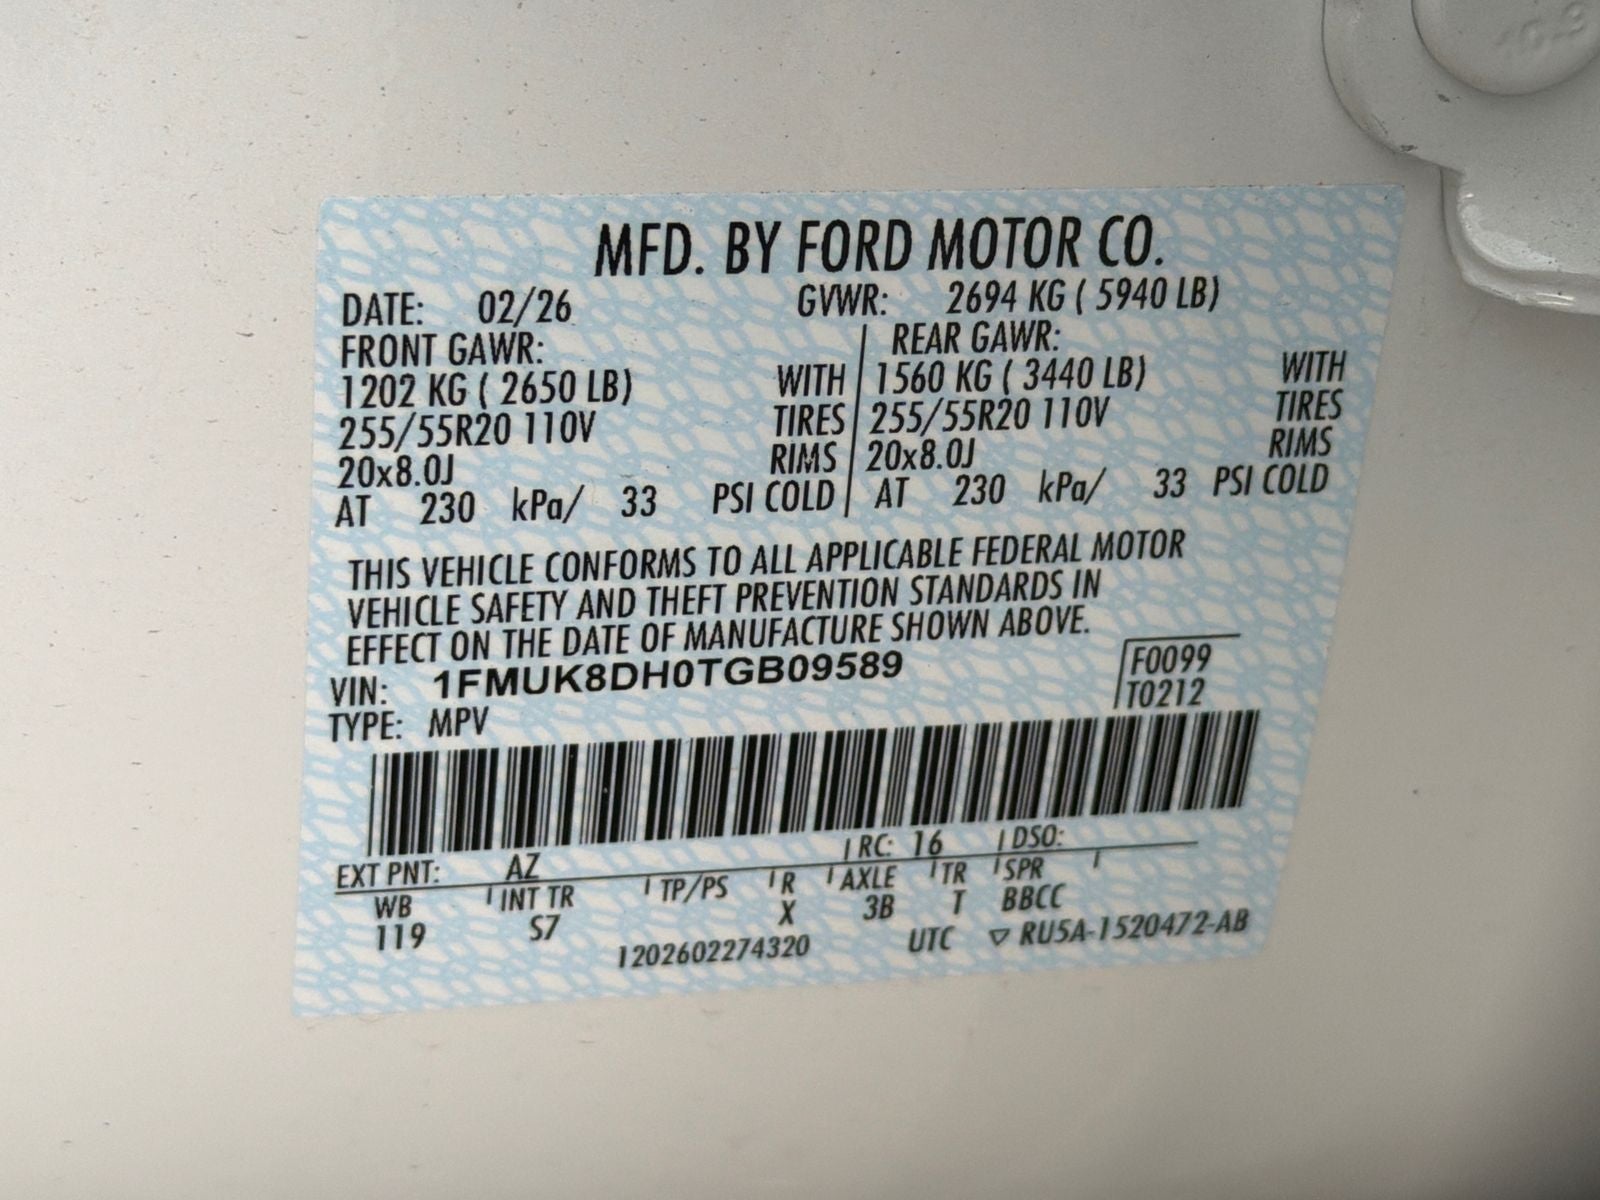 10.9
MFD. BY FORD MOTOR CO.
DATE: 02/26 GVWR: 2694 KG ( 5940 LB)
FRONT GAWR: REAR GAWR:
1202 KG ( 2650 LB) WITH 1560 KG ( 3440 LB) WITH
255/55R20 110V TIRES 255/55R20 110V TIRES
20x8.0J RIMS 20x8.0J RIMS
AT 230 kPa/ 33 PSI COLD AT 230 kPa/ 33 PSI COLD
THIS VEHICLE CONFORMS TO ALL APPLICABLE FEDERAL MOTOR
VEHICLE SAFETY AND THEFT PREVENTION STANDARDS IN
EFFECT ON THE DATE OF MANUFACTURE SHOWN ABOVE.
VIN: 1FMUK8DH0TGB09589 F0099
TYPE: MPV T0212
EXT PNT: AZ RC: 16 DSO:
WB INT TR TP/PS R AXLE TR SPR
119 S7 X 3B T BBCC
1202602274320 UTC ▽ RU5A-1520472-AB